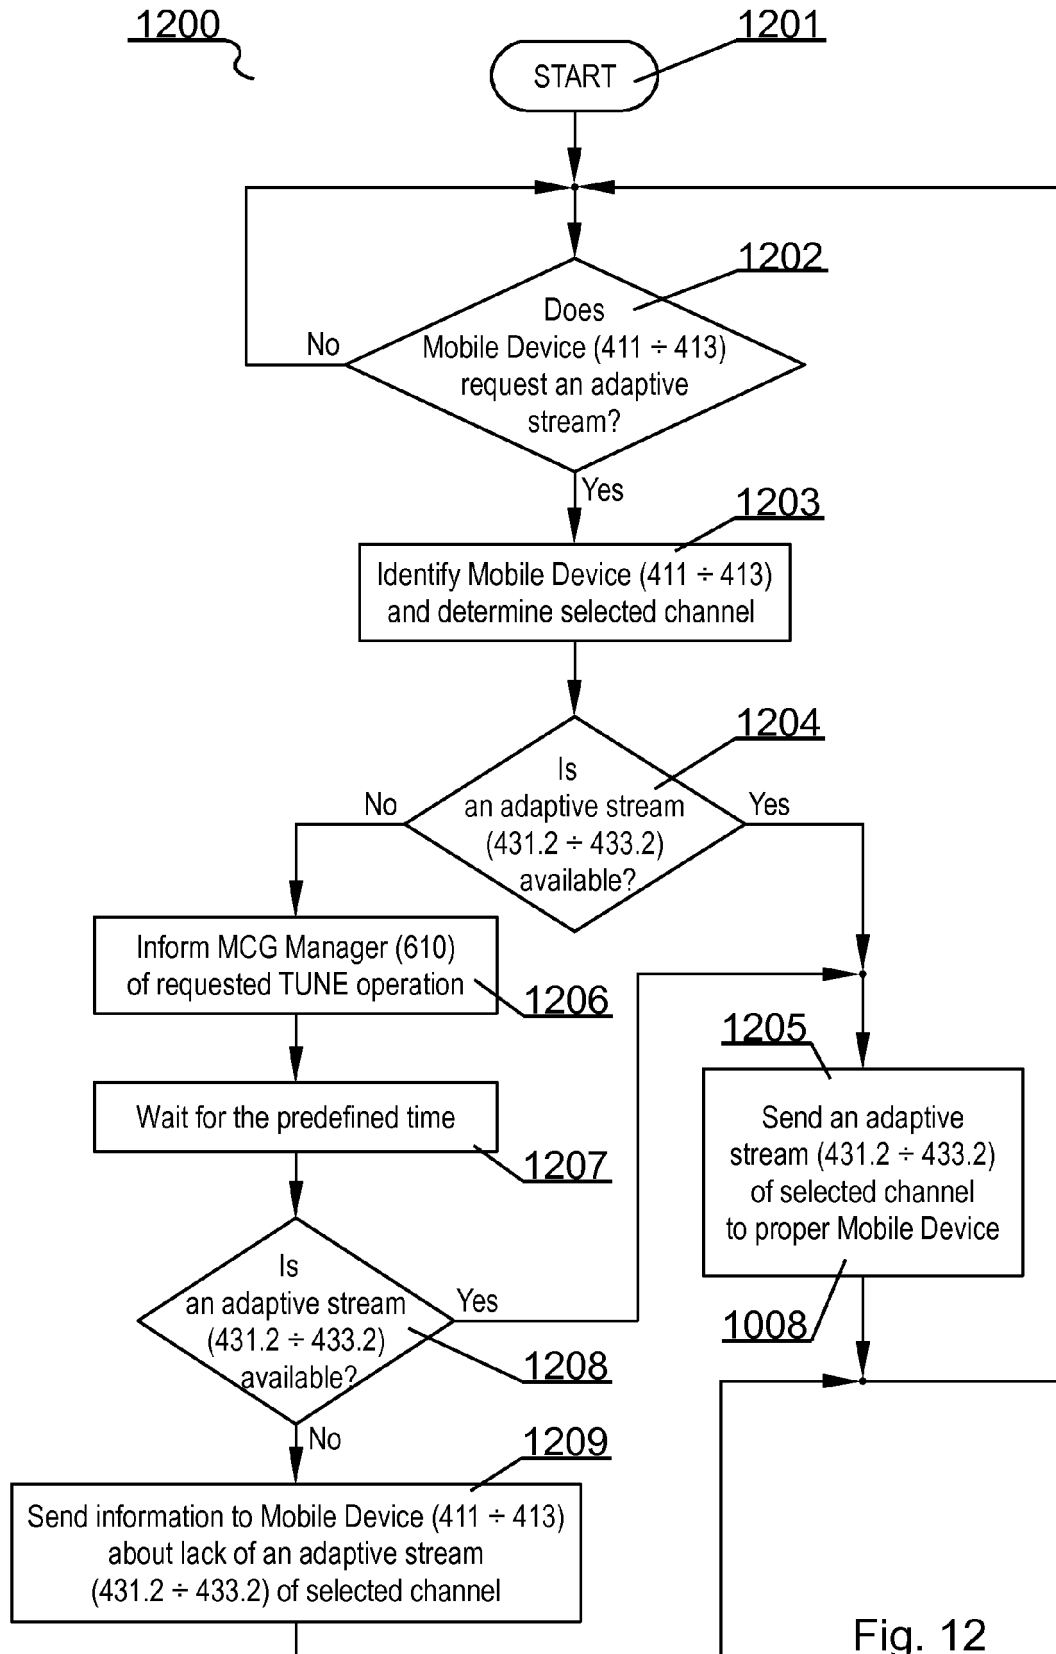 1200
1201
START
1202
Does
Mobile Device (411 ÷ 413)
request an adaptive
stream?
No
Yes
1203
Identify Mobile Device (411 ÷ 413)
and determine selected channel
1204
Is
an adaptive stream
(431.2 ÷ 433.2)
available?
No
Yes
Inform MCG Manager (610)
of requested TUNE operation
1206
1205
Wait for the predefined time
1207
Send an adaptive
stream (431.2 ÷ 433.2)
of selected channel
to proper Mobile Device
1008
Is
an adaptive stream
(431.2 ÷ 433.2)
available?
Yes
1208
No
1209
Send information to Mobile Device (411 ÷ 413)
about lack of an adaptive stream
(431.2 ÷ 433.2) of selected channel
Fig. 12